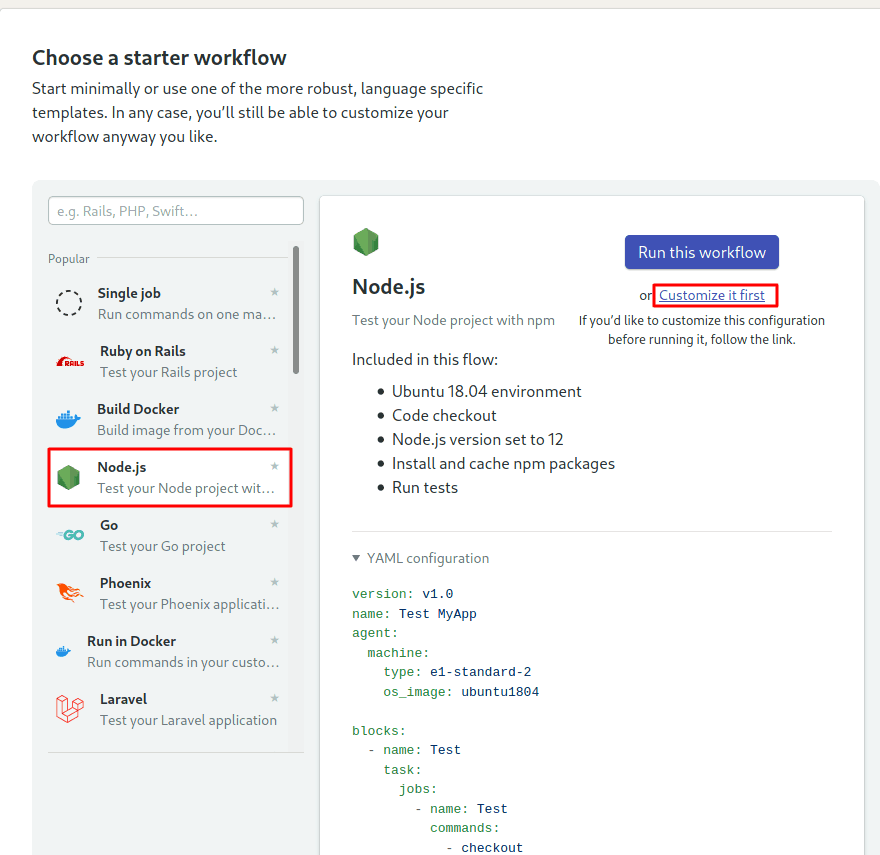 Choose a starter workflow
Start minimally or use one of the more robust, language specific
templates. In any case, you’ll still be able to customize your
workflow anyway you like.
e.g. Rails, PHP, Swift…
Popular
Single job
Run commands on one ma…
RAILS
Ruby on Rails
Test your Rails project
Build Docker
Build image from your Doc…
Node.js
Test your Node project wit…
GO
Go
Test your Go project
Phoenix
Test your Phoenix applicati…
Run in Docker
Run commands in your custo…
Laravel
Test your Laravel application
Node.js
Test your Node project with npm
Run this workflow
or Customize it first
If you’d like to customize this configuration
before running it, follow the link.
Included in this flow:
• Ubuntu 18.04 environment
• Code checkout
• Node.js version set to 12
• Install and cache npm packages
• Run tests
▼ YAML configuration
version: v1.0
name: Test MyApp
agent:
  machine:
    type: e1-standard-2
    os_image: ubuntu1804
blocks:
  - name: Test
    task:
      jobs:
        - name: Test
          commands:
            - checkout